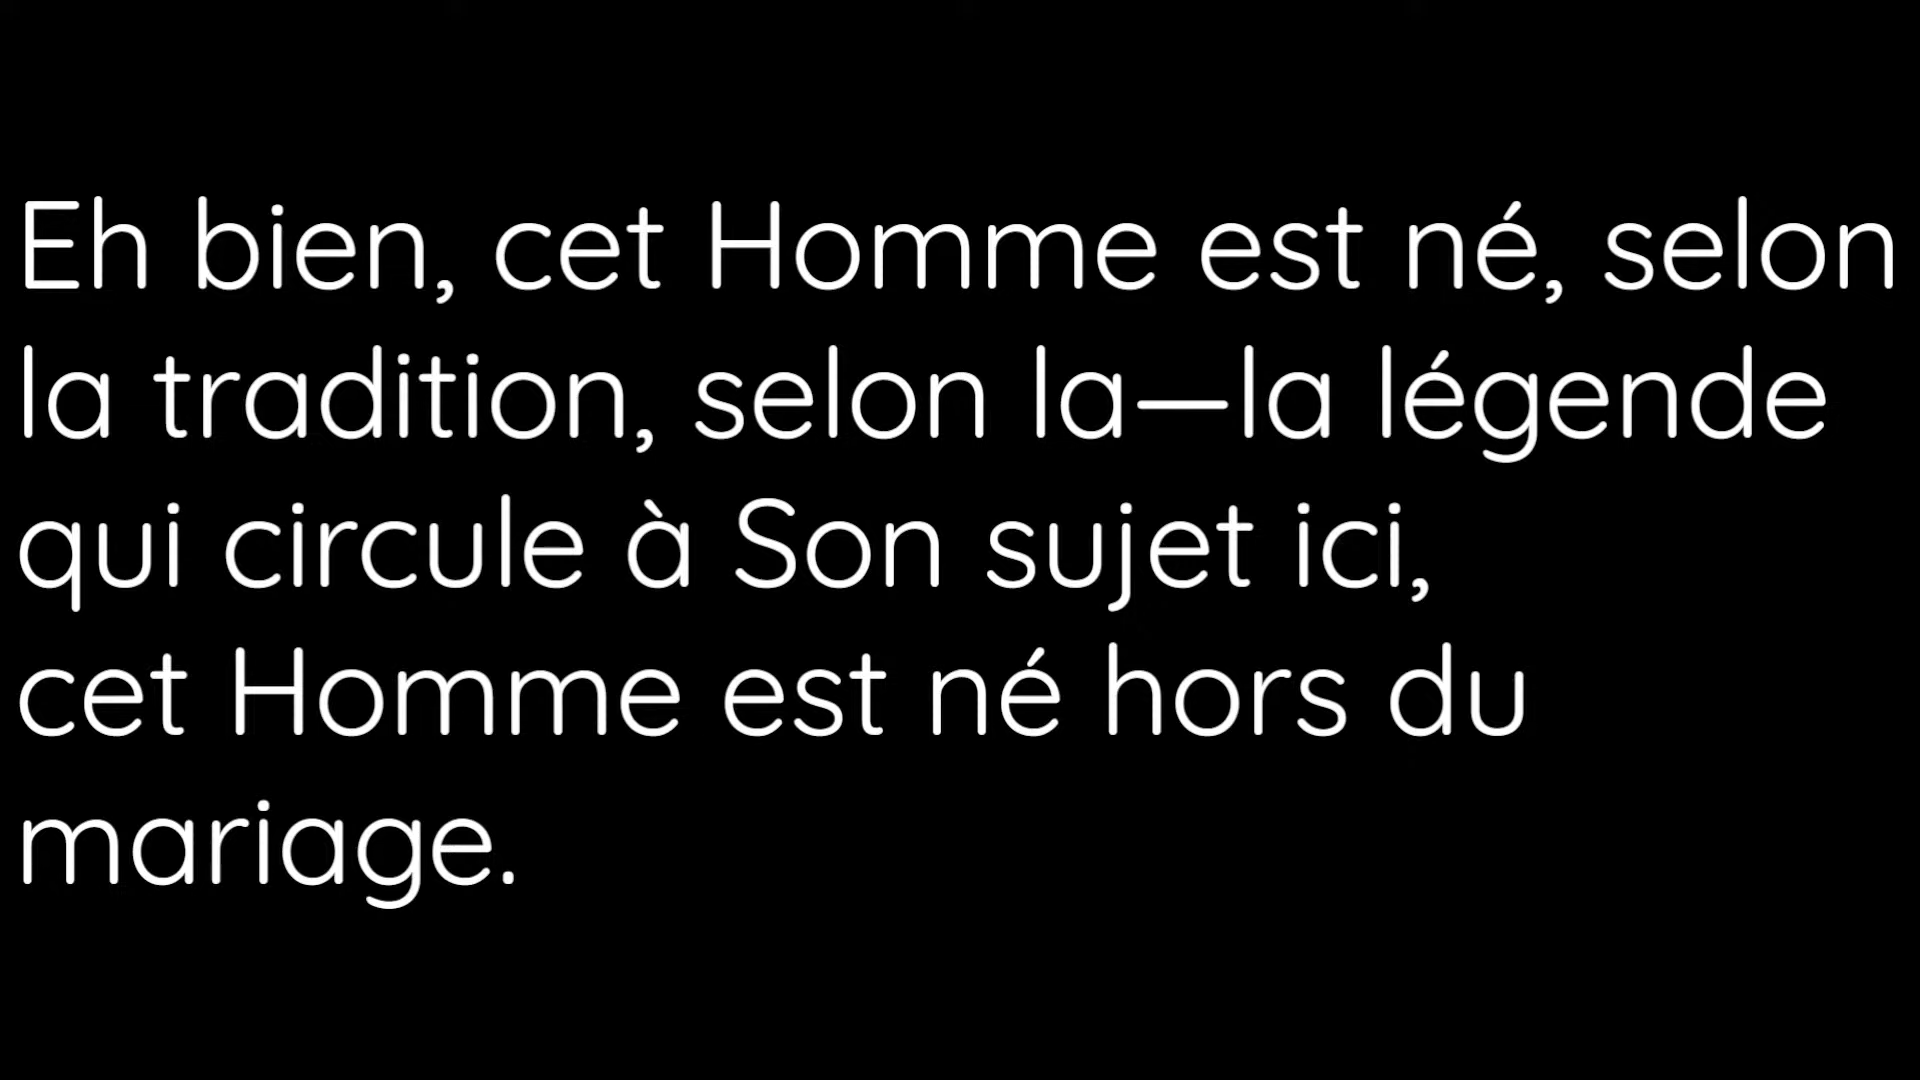 Eh bien, cet Homme est né, selon
la tradition, selon la—la légende
qui circule à Son sujet ici,
cet Homme est né hors du
mariage.